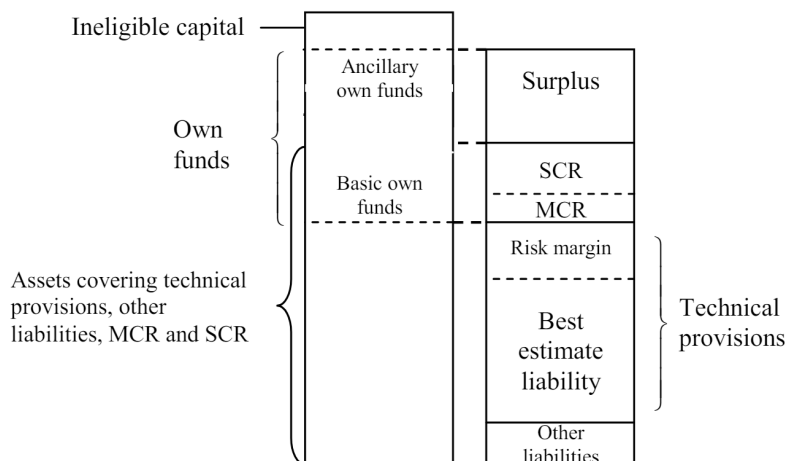 Ineligible capital
Ancillary
own funds
Surplus
Own
funds
SCR
Basic own
funds
MCR
Risk margin
Assets covering technical
provisions, other
liabilities, MCR and SCR
Technical
provisions
Best
estimate
liability
Other
liabilities